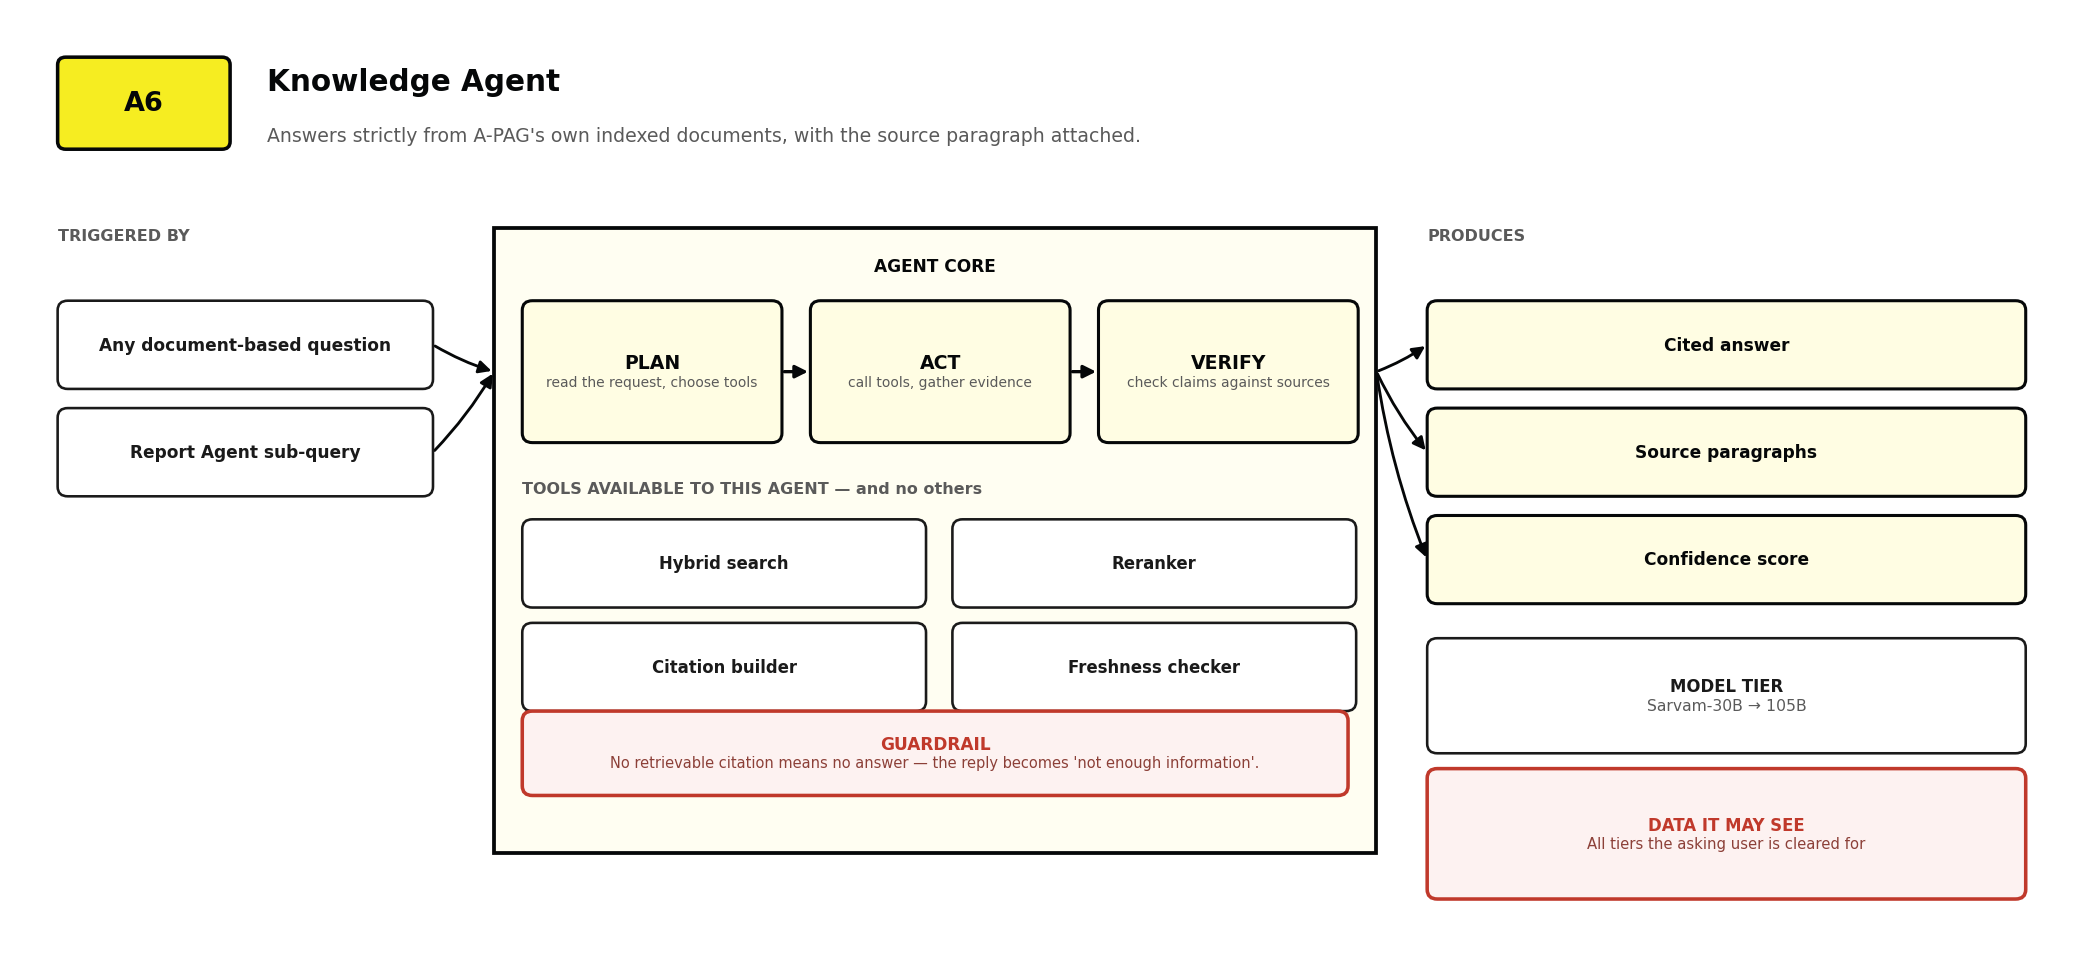 A6
Knowledge Agent
Answers strictly from A-PAG's own indexed documents, with the source paragraph attached.
TRIGGERED BY
Any document-based question
Report Agent sub-query
AGENT CORE
PLAN
read the request, choose tools
ACT
call tools, gather evidence
VERIFY
check claims against sources
TOOLS AVAILABLE TO THIS AGENT — and no others
Hybrid search
Reranker
Citation builder
Freshness checker
GUARDRAIL
No retrievable citation means no answer — the reply becomes 'not enough information'.
PRODUCES
Cited answer
Source paragraphs
Confidence score
MODEL TIER
Sarvam-30B → 105B
DATA IT MAY SEE
All tiers the asking user is cleared for